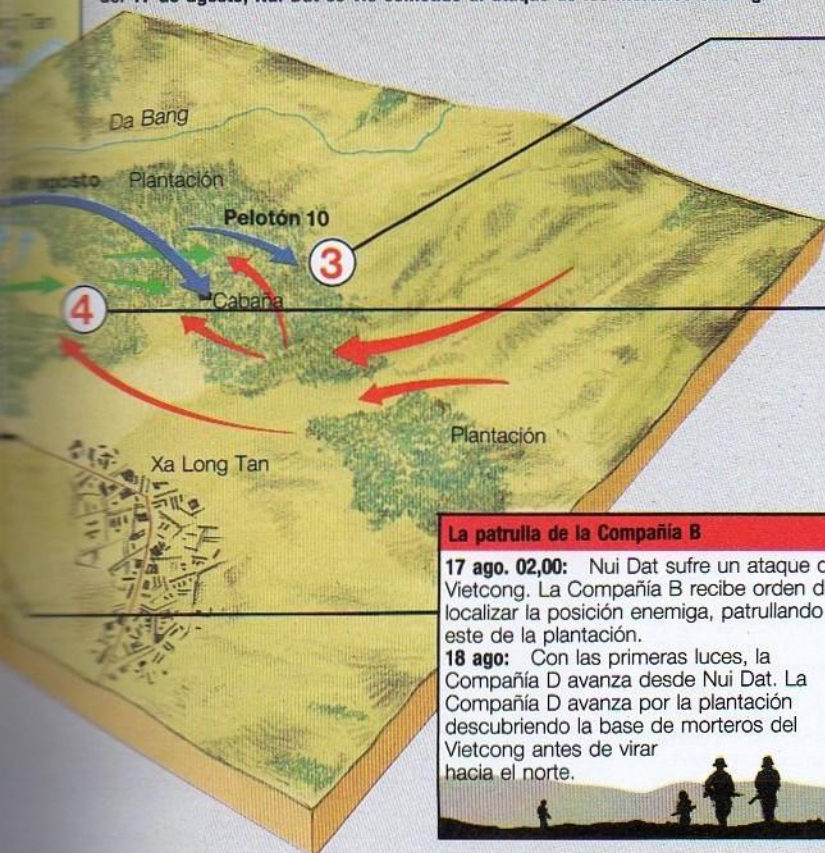 Da Bang
agosto Plantación
Pelotón 10
3
4
Cabaña
Plantación
Xa Long Tan
La patrulla de la Compañía B
17 ago. 02,00: Nui Dat sufre un ataque
Vietcong. La Compañía B recibe orden
localizar la posición enemiga, patrullando
este de la plantación.
18 ago: Con las primeras luces, la
Compañía D avanza desde Nui Dat. La
Compañía D avanza por la plantación
descubriendo la base de morteros del
Vietcong antes de virar
hacia el norte.